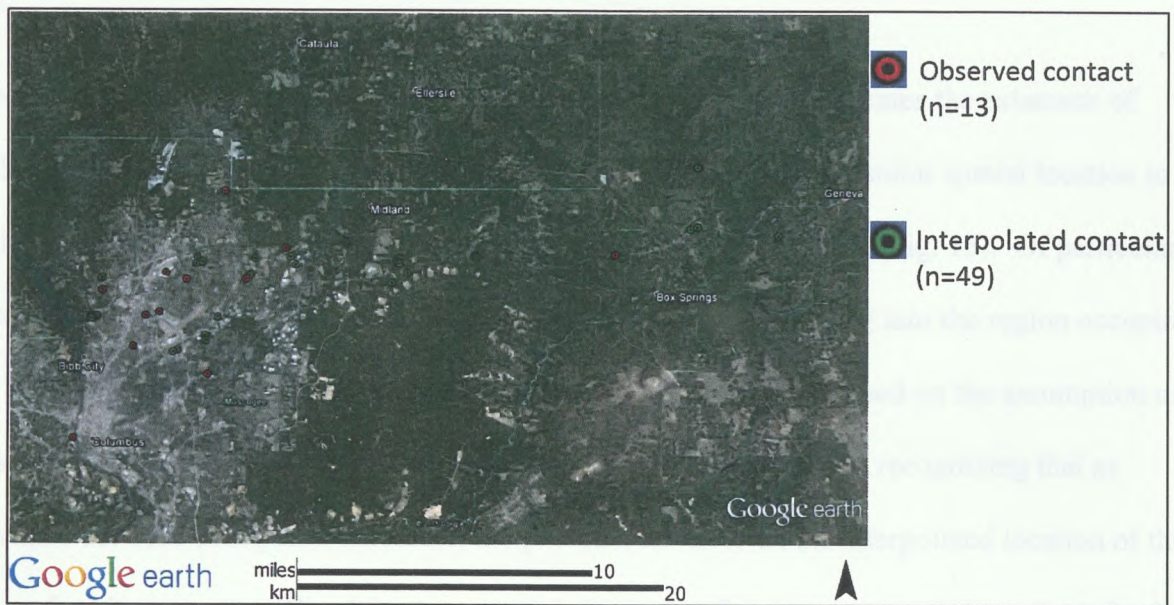 Cataula
Ellerslie
Midland
Geneva
Box Springs
Bibb City
Columbus
Google earth
Observed contact
(n=13)
Interpolated contact
(n=49)
Google earth
miles 10
km 20